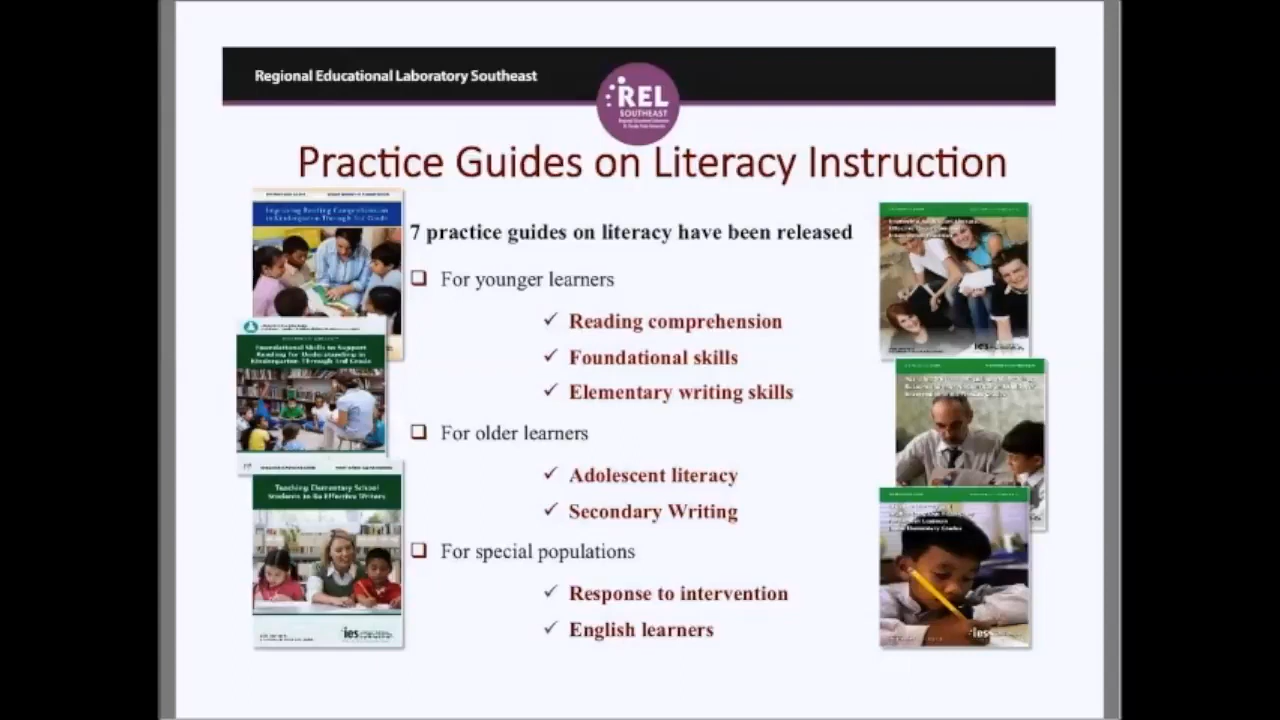 Regional Educational Laboratory Southeast
REL
SOUTHEAST
Practice Guides on Literacy Instruction
Improving Reading Comprehension
in Kindergarten Through 3rd Grade
7 practice guides on literacy have been released
For younger learners
Reading comprehension
Foundational skills
Elementary writing skills
For older learners
Adolescent literacy
Secondary Writing
For special populations
Response to intervention
English learners
Foundational Skills to Support
Reading for Understanding in
Kindergarten Through 3rd Grade
Teaching Elementary School
Students to Be Effective Writers
ies
ies
ies